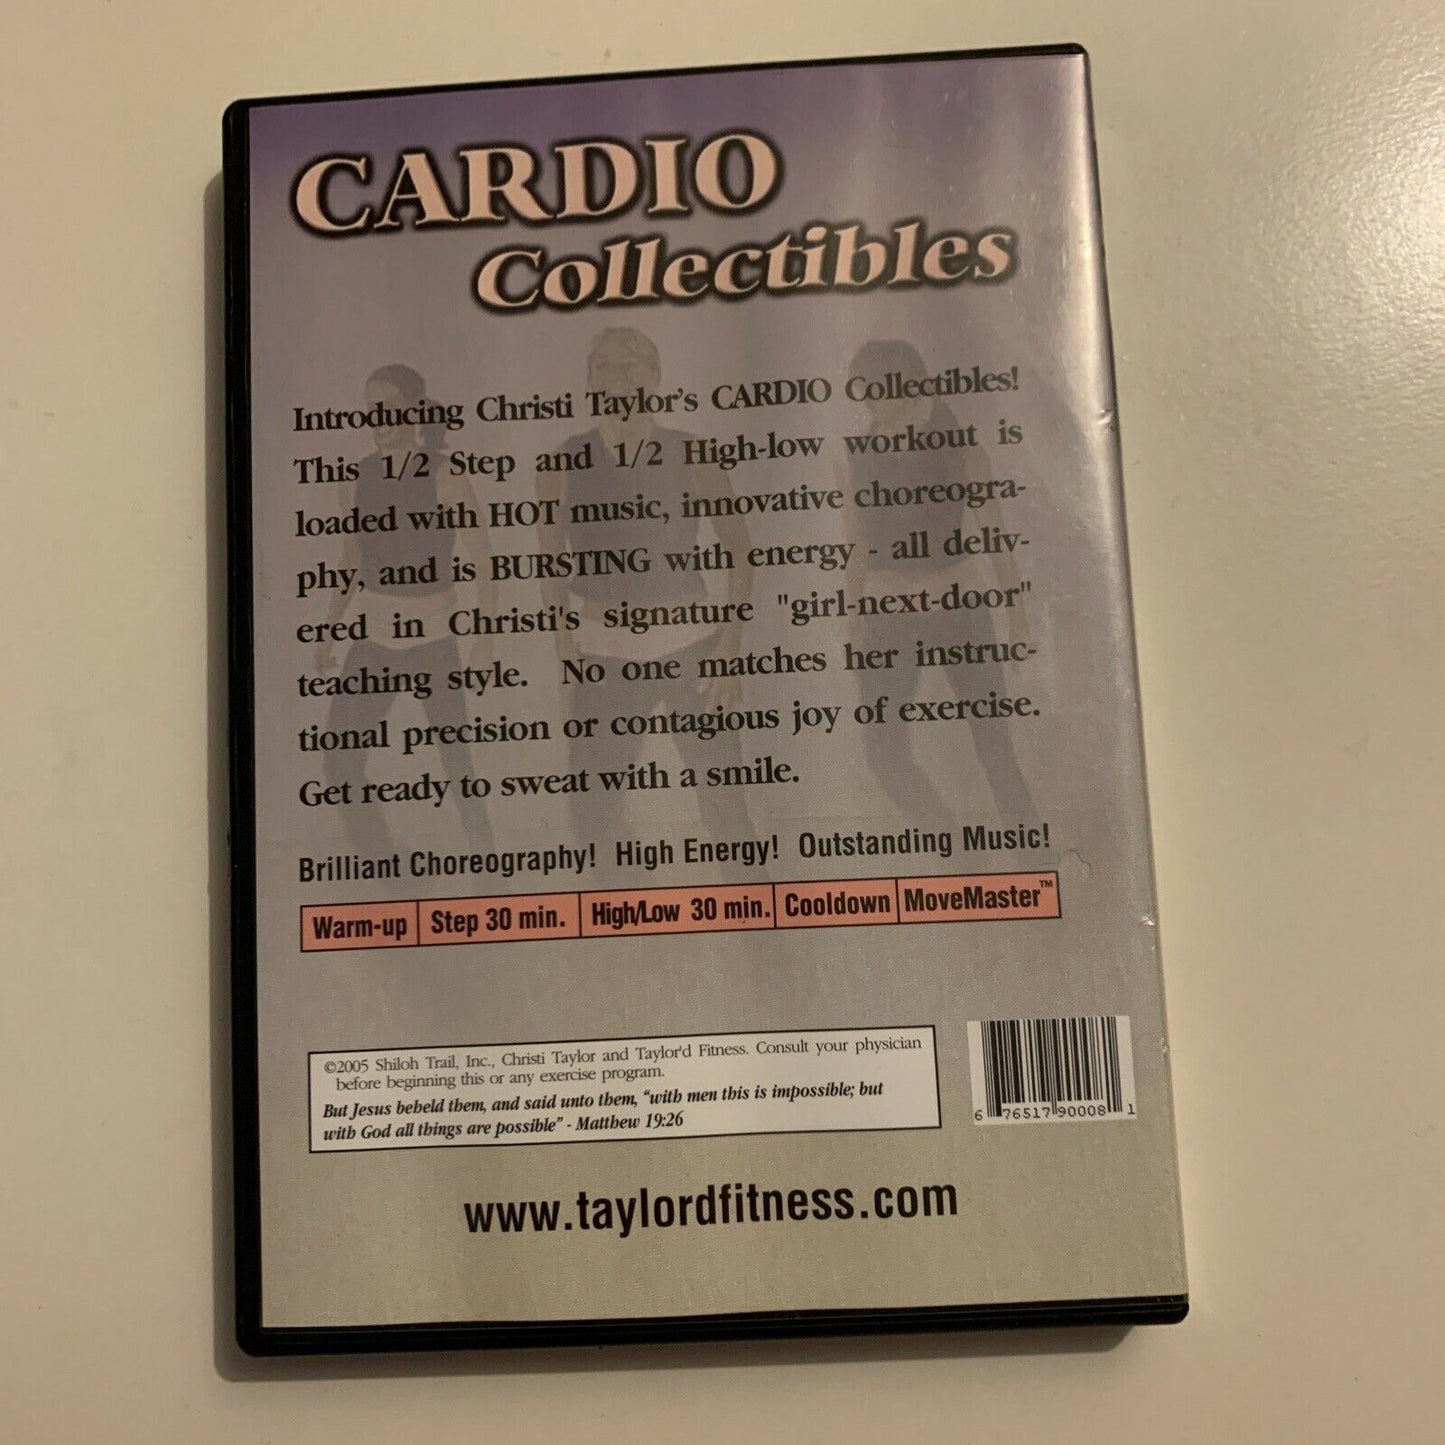 CARDIO
Collectibles
Introducing Christi Taylor's CARDIO Collectibles!
This 1/2 Step and 1/2 High-low workout is
loaded with HOT music, innovative choreogra-
phy, and is BURSTING with energy - all deliv-
ered in Christi's signature "girl-next-door"
teaching style. No one matches her instruc-
tional precision or contagious joy of exercise.
Get ready to sweat with a smile.
Brilliant Choreography! High Energy! Outstanding Music!
Warm-up Step 30 min. High/Low 30 min. Cooldown MoveMaster™
©2005 Shiloh Trail, Inc., Christi Taylor and Taylor'd Fitness. Consult your physician
before beginning this or any exercise program.
But Jesus beheld them, and said unto them, "with men this is impossible; but
with God all things are possible" - Matthew 19:26
6 76517 90008 1
www.taylordfitness.com